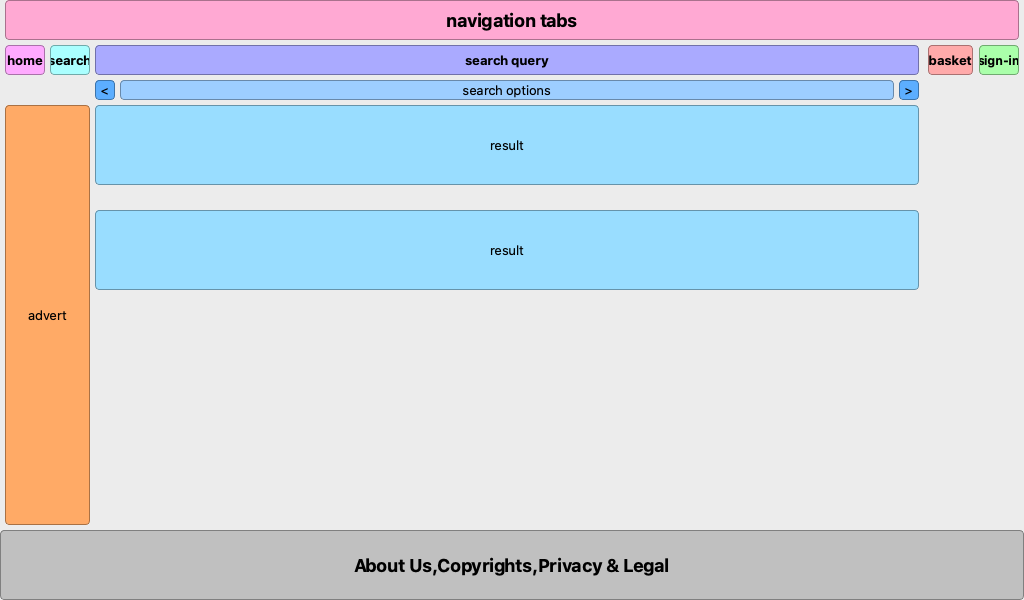 navigation tabs
home search search query basket sign-in
< search options >
result
result
advert
About Us,Copyrights,Privacy & Legal